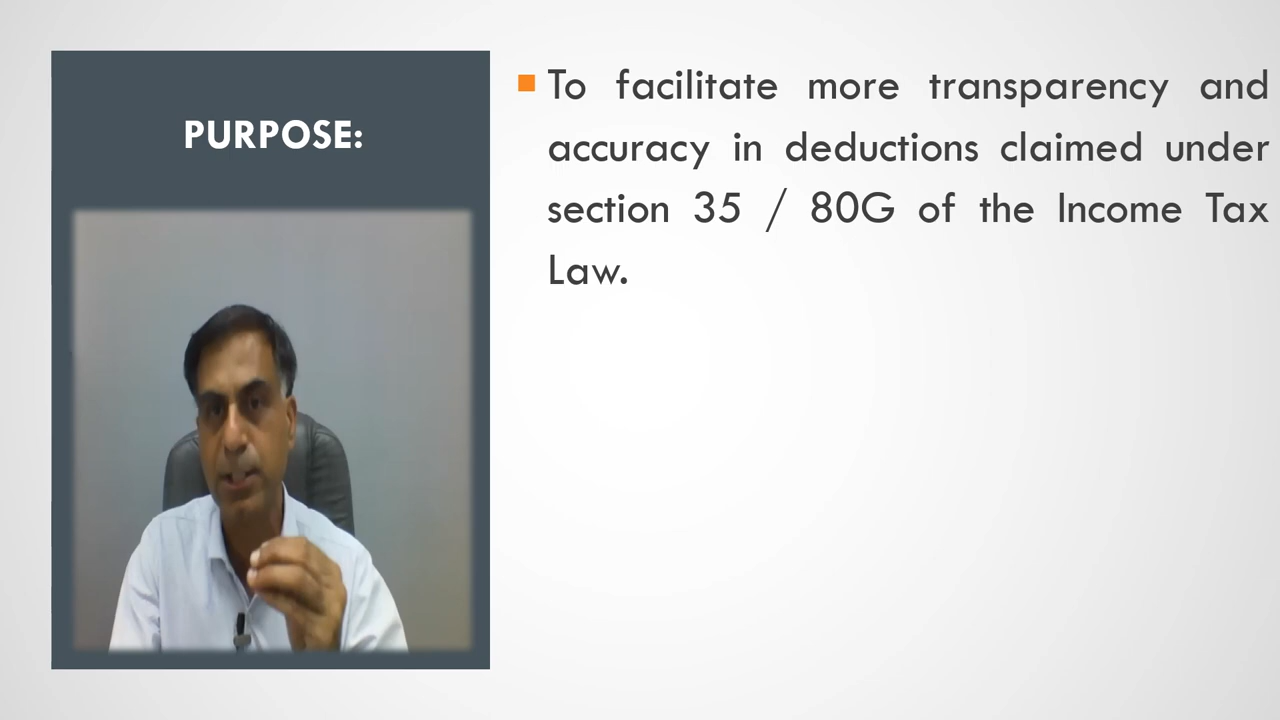 PURPOSE:
To facilitate more transparency and
accuracy in deductions claimed under
section 35 / 80G of the Income Tax
Law.